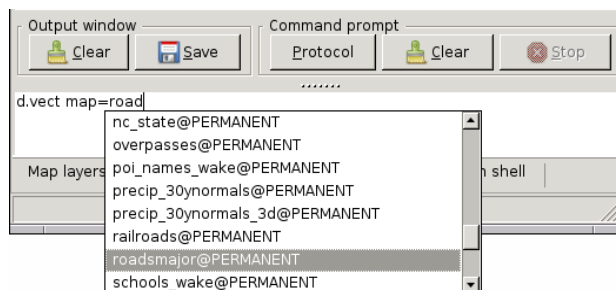 Output window Command prompt
Clear Save Protocol Clear Stop
d.vect map=road
nc_state@PERMANENT
overpasses@PERMANENT
poi_names_wake@PERMANENT
Map layers shell
precip_30ynormals@PERMANENT
precip_30ynormals_3d@PERMANENT
railroads@PERMANENT
roadsmajor@PERMANENT
schools_wake@PERMANENT